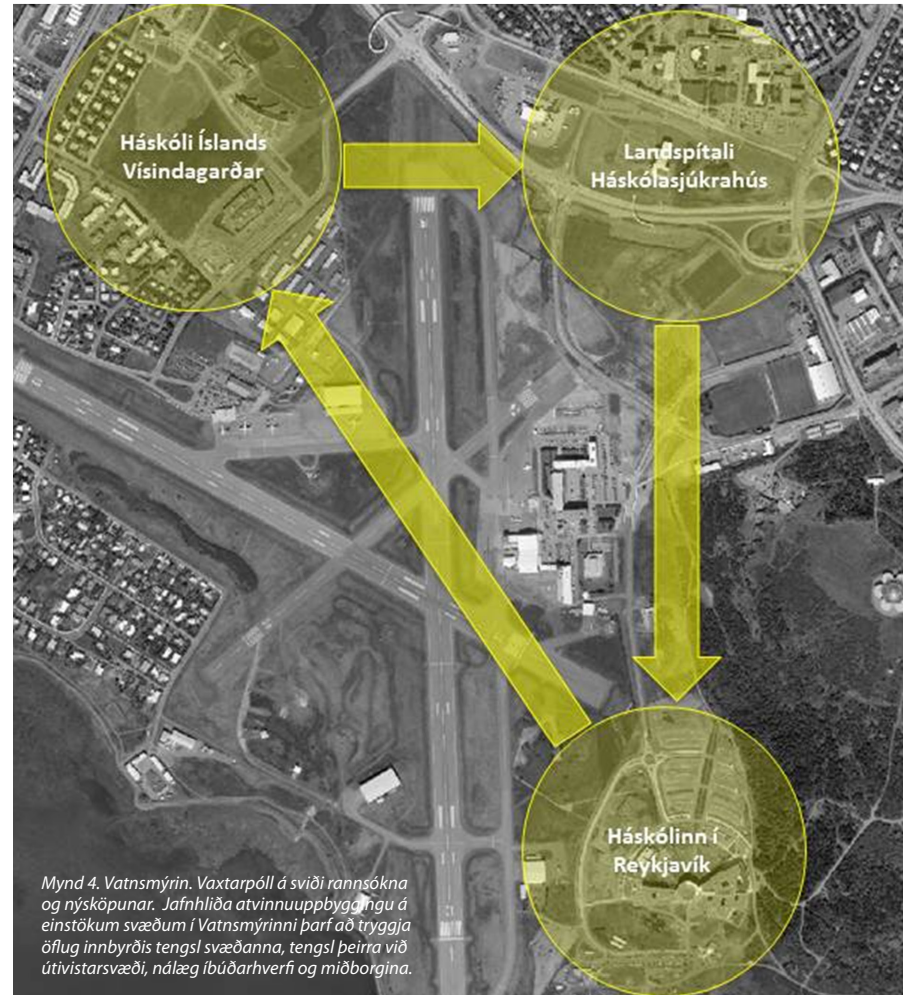 Háskóli Íslands
Vísindagarðar
Landspítali
Háskólasjúkrahús
Háskólinn í
Reykjavík
Mynd 4. Vatnsmýrin. Vaxtarpóll á sviði rannsókna
og nýsköpunar. Jafnhliða atvinnuuppbyggingu á
einstökum svæðum í Vatnsmýrinni þarf að tryggja
öflug innbyrðis tengsl svæðanna, tengsl þeirra við
útivistarsvæði, nálæg íbúðarhverfi og miðborgina.